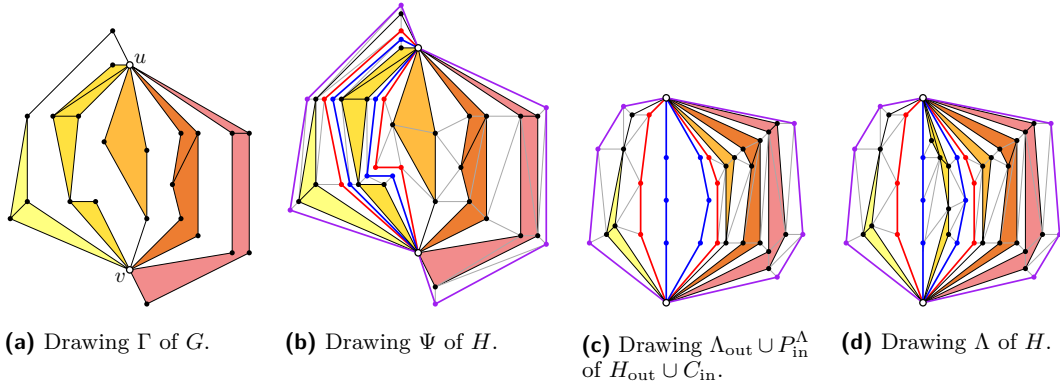 u
v
(a) Drawing Γ of G.
(b) Drawing Ψ of H.
(c) Drawing Λ_out ∪ P_in^Λ
of H_out ∪ C_in.
(d) Drawing Λ of H.